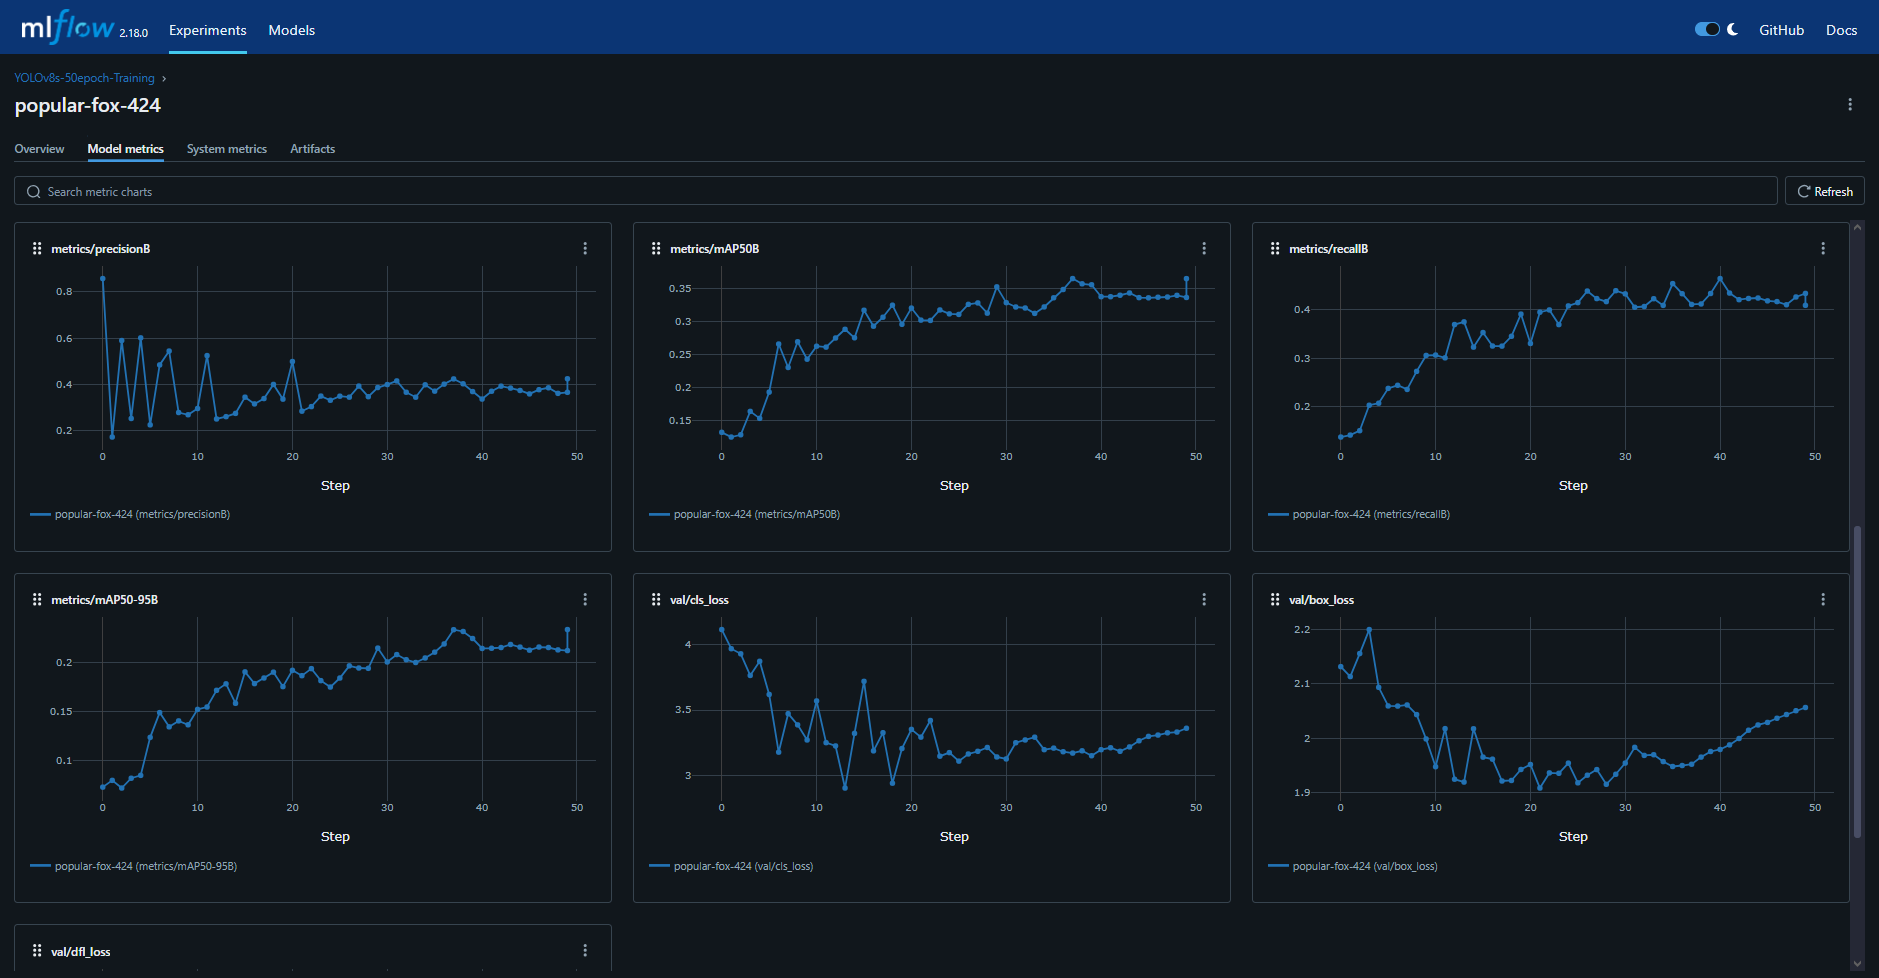 mlflow 2.18.0 Experiments Models GitHub Docs
YOLOv8s-50epoch-Training ›
popular-fox-424
Overview Model metrics System metrics Artifacts
Search metric charts Refresh
metrics/precisionB
0.8
0.6
0.4
0.2
0 10 20 30 40 50
Step
popular-fox-424 (metrics/precisionB)
metrics/mAP50B
0.35
0.3
0.25
0.2
0.15
0 10 20 30 40 50
Step
popular-fox-424 (metrics/mAP50B)
metrics/recallB
0.4
0.3
0.2
0 10 20 30 40 50
Step
popular-fox-424 (metrics/recallB)
metrics/mAP50-95B
0.2
0.15
0.1
0 10 20 30 40 50
Step
popular-fox-424 (metrics/mAP50-95B)
val/cls_loss
4
3.5
3
0 10 20 30 40 50
Step
popular-fox-424 (val/cls_loss)
val/box_loss
2.2
2.1
2
1.9
0 10 20 30 40 50
Step
popular-fox-424 (val/box_loss)
val/dfl_loss